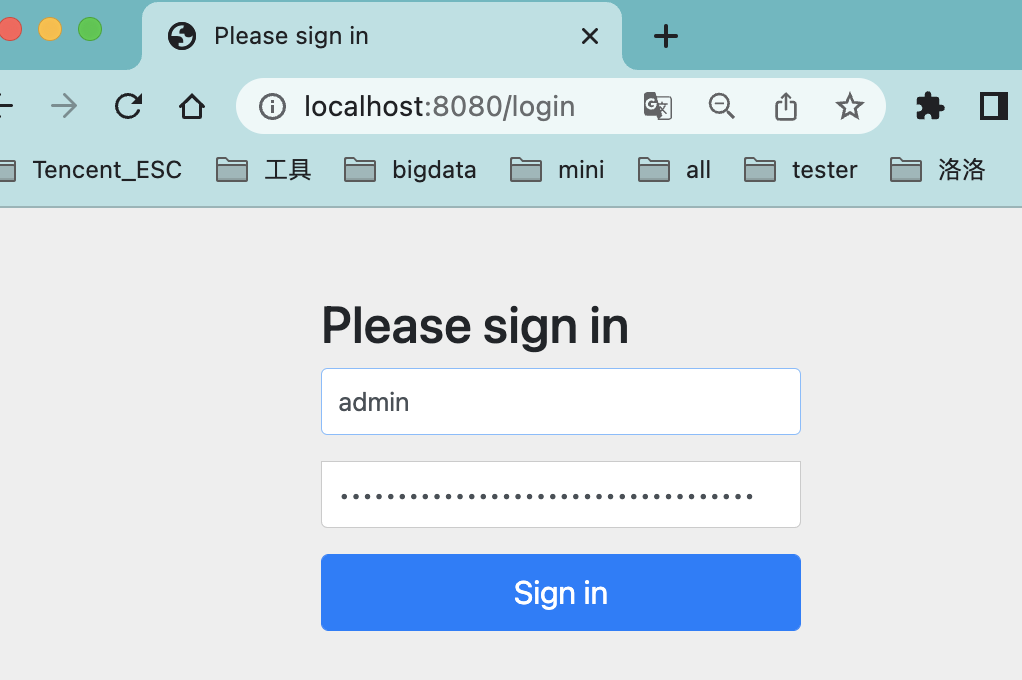 Please sign in
localhost:8080/login
Tencent_ESC 工具 bigdata mini all tester 洛洛
Please sign in
admin
••••••••••••••••••••••••••••••••••••
Sign in